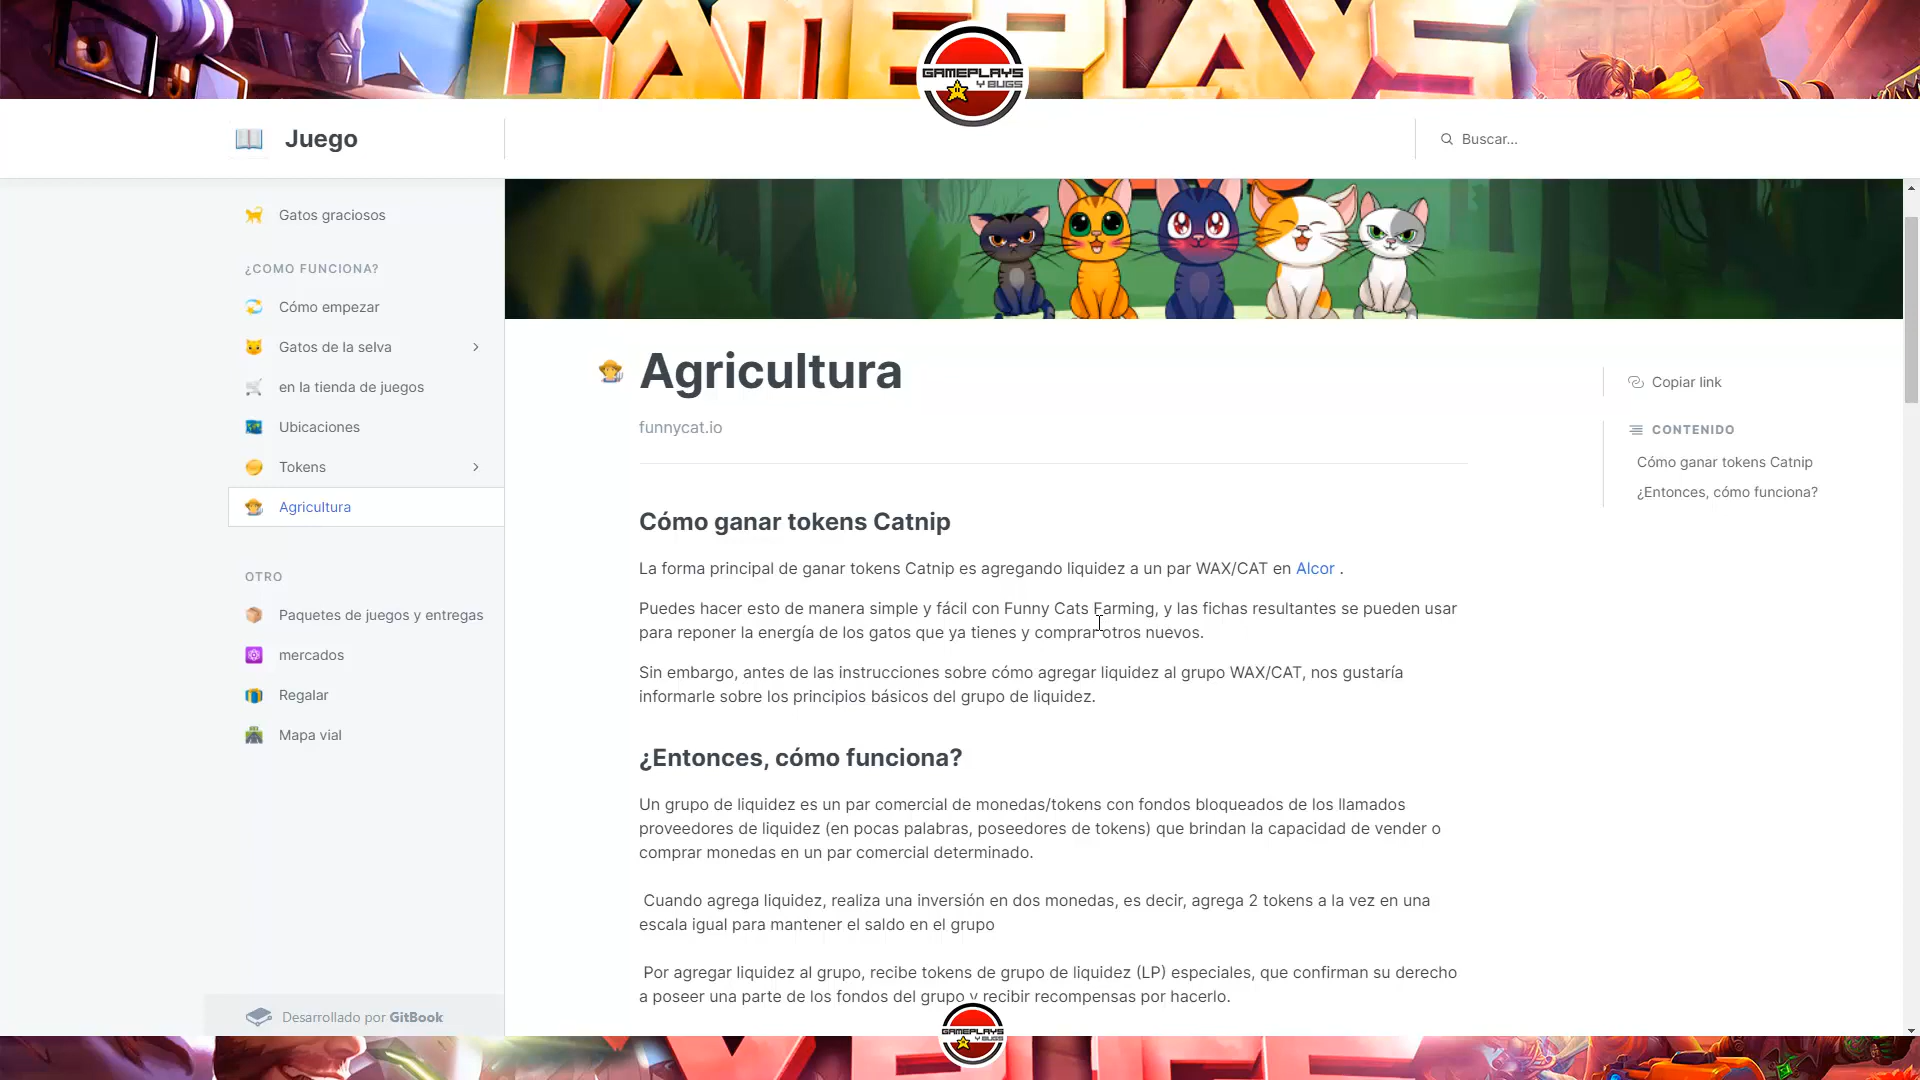 GAMEPLAYS
GAMEPLAYS
Y BUGS
Juego
Buscar...
Gatos graciosos
¿COMO FUNCIONA?
Cómo empezar
Gatos de la selva
en la tienda de juegos
Ubicaciones
Tokens
Agricultura
OTRO
Paquetes de juegos y entregas
mercados
Regalar
Mapa vial
Desarrollado por GitBook
Agricultura
funnycat.io
Cómo ganar tokens Catnip
La forma principal de ganar tokens Catnip es agregando liquidez a un par WAX/CAT en Alcor .
Puedes hacer esto de manera simple y fácil con Funny Cats Farming, y las fichas resultantes se pueden usar
para reponer la energía de los gatos que ya tienes y comprar otros nuevos.
Sin embargo, antes de las instrucciones sobre cómo agregar liquidez al grupo WAX/CAT, nos gustaría
informarle sobre los principios básicos del grupo de liquidez.
¿Entonces, cómo funciona?
Un grupo de liquidez es un par comercial de monedas/tokens con fondos bloqueados de los llamados
proveedores de liquidez (en pocas palabras, poseedores de tokens) que brindan la capacidad de vender o
comprar monedas en un par comercial determinado.
Cuando agrega liquidez, realiza una inversión en dos monedas, es decir, agrega 2 tokens a la vez en una
escala igual para mantener el saldo en el grupo
Por agregar liquidez al grupo, recibe tokens de grupo de liquidez (LP) especiales, que confirman su derecho
a poseer una parte de los fondos del grupo y recibir recompensas por hacerlo.
Copiar link
CONTENIDO
Cómo ganar tokens Catnip
¿Entonces, cómo funciona?
GAMEPLAYS
Y BUGS